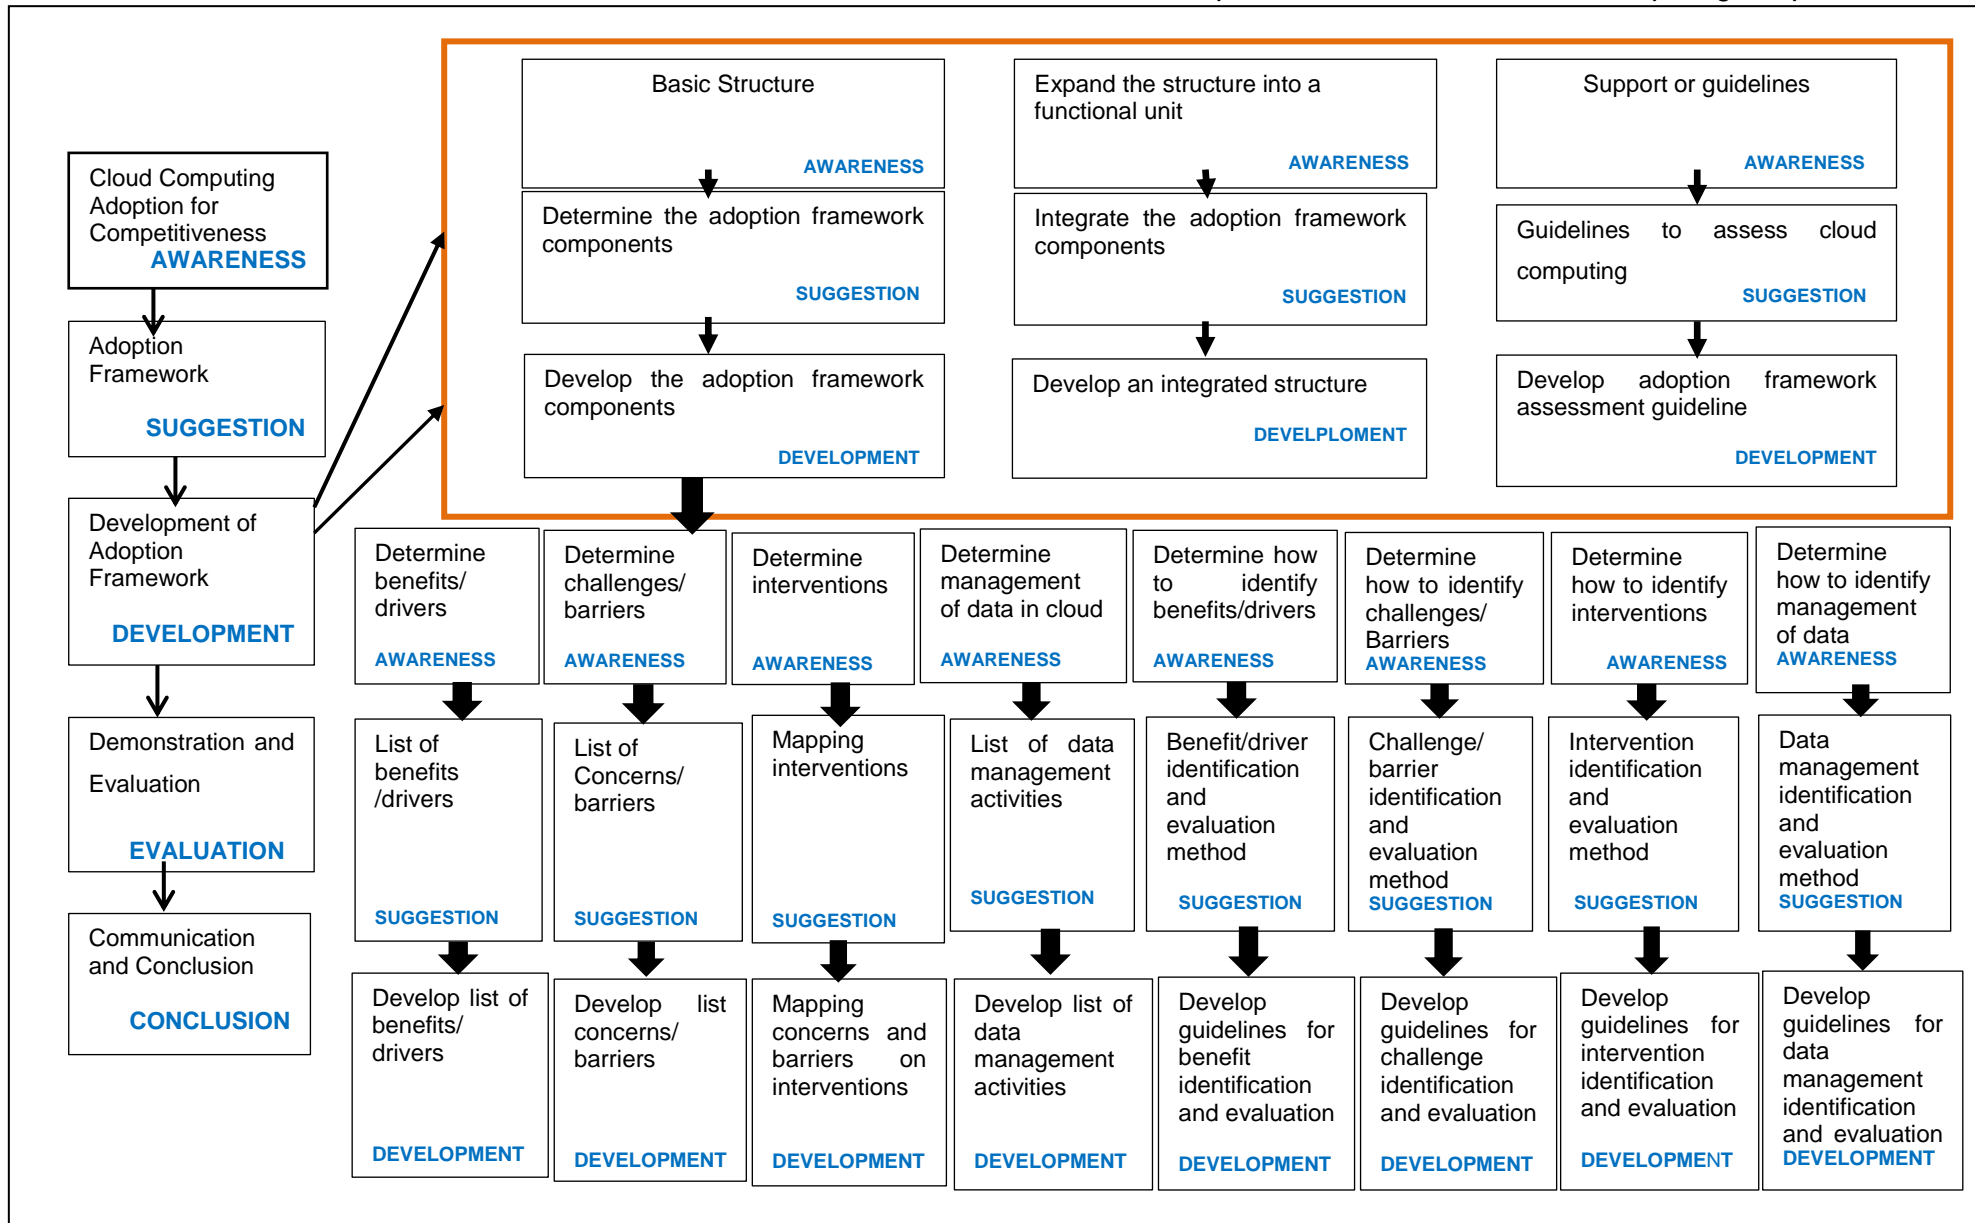 Basic Structure
AWARENESS
Expand the structure into a
functional unit
AWARENESS
Support or guidelines
AWARENESS
Cloud Computing
Adoption for
Competitiveness
AWARENESS
Determine the adoption framework
components
SUGGESTION
Integrate the adoption framework
components
SUGGESTION
Guidelines to assess cloud
computing
SUGGESTION
Adoption
Framework
SUGGESTION
Develop the adoption framework
components
DEVELOPMENT
Develop an integrated structure
DEVELPLOMENT
Develop adoption framework
assessment guideline
DEVELOPMENT
Development of
Adoption
Framework
DEVELOPMENT
Demonstration and
Evaluation
EVALUATION
Communication
and Conclusion
CONCLUSION
Determine
benefits/
drivers
AWARENESS
Determine
challenges/
barriers
AWARENESS
Determine
interventions
AWARENESS
Determine
management
of data in cloud
AWARENESS
Determine how
to identify
benefits/drivers
AWARENESS
Determine
how to identify
challenges/
Barriers
AWARENESS
Determine
how to identify
interventions
AWARENESS
Determine
how to identify
management
of data
AWARENESS
List of
benefits
/drivers
SUGGESTION
List of
Concerns/
barriers
SUGGESTION
Mapping
interventions
SUGGESTION
List of data
management
activities
SUGGESTION
Benefit/driver
identification
and
evaluation
method
SUGGESTION
Challenge/
barrier
identification
and
evaluation
method
SUGGESTION
Intervention
identification
and
evaluation
method
SUGGESTION
Data
management
identification
and
evaluation
method
SUGGESTION
Develop list of
benefits/
drivers
DEVELOPMENT
Develop list
concerns/
barriers
DEVELOPMENT
Mapping
concerns and
barriers on
interventions
DEVELOPMENT
Develop list of
data
management
activities
DEVELOPMENT
Develop
guidelines for
benefit
identification
and evaluation
DEVELOPMENT
Develop
guidelines for
challenge
identification
and evaluation
DEVELOPMENT
Develop
guidelines for
intervention
identification
and evaluation
DEVELOPMENT
Develop
guidelines for
data
management
identification
and evaluation
DEVELOPMENT